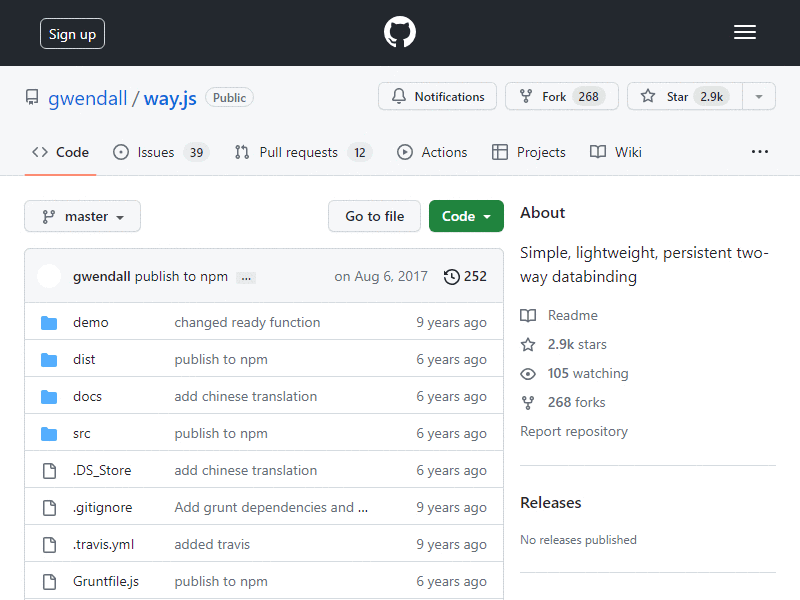 Sign up
gwendall / way.js Public
Notifications
Fork 268
Star 2.9k
Code
Issues 39
Pull requests 12
Actions
Projects
Wiki
master
Go to file
Code
gwendall publish to npm ... on Aug 6, 2017 252
demo changed ready function 9 years ago
dist publish to npm 6 years ago
docs add chinese translation 6 years ago
src publish to npm 6 years ago
.DS_Store add chinese translation 6 years ago
.gitignore Add grunt dependencies and ... 9 years ago
.travis.yml added travis 9 years ago
Gruntfile.js publish to npm 6 years ago
About
Simple, lightweight, persistent two-
way databinding
Readme
2.9k stars
105 watching
268 forks
Report repository
Releases
No releases published